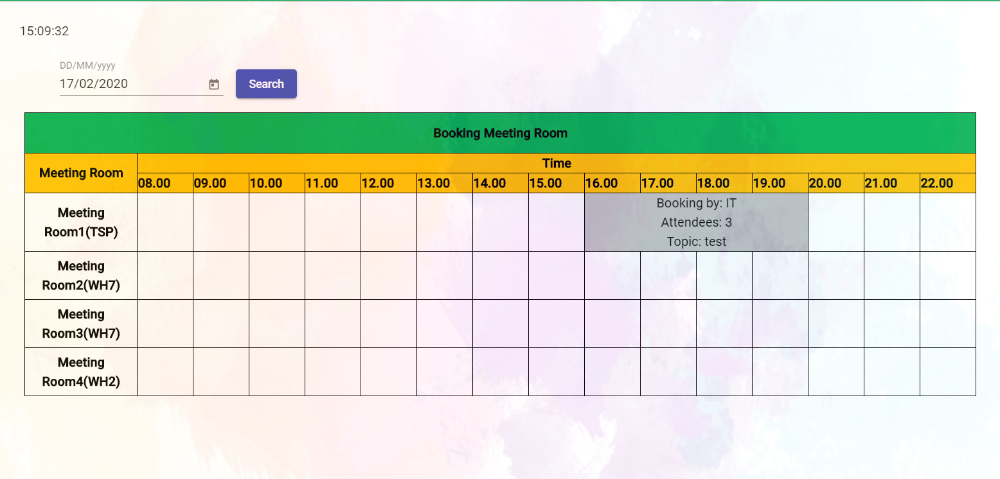 15:09:32
DD/MM/yyyy
17/02/2020
Search
Booking Meeting Room
Meeting Room
Time
08.00 09.00 10.00 11.00 12.00 13.00 14.00 15.00 16.00 17.00 18.00 19.00 20.00 21.00 22.00
Meeting
Room1(TSP)
Booking by: IT
Attendees: 3
Topic: test
Meeting
Room2(WH7)
Meeting
Room3(WH7)
Meeting
Room4(WH2)